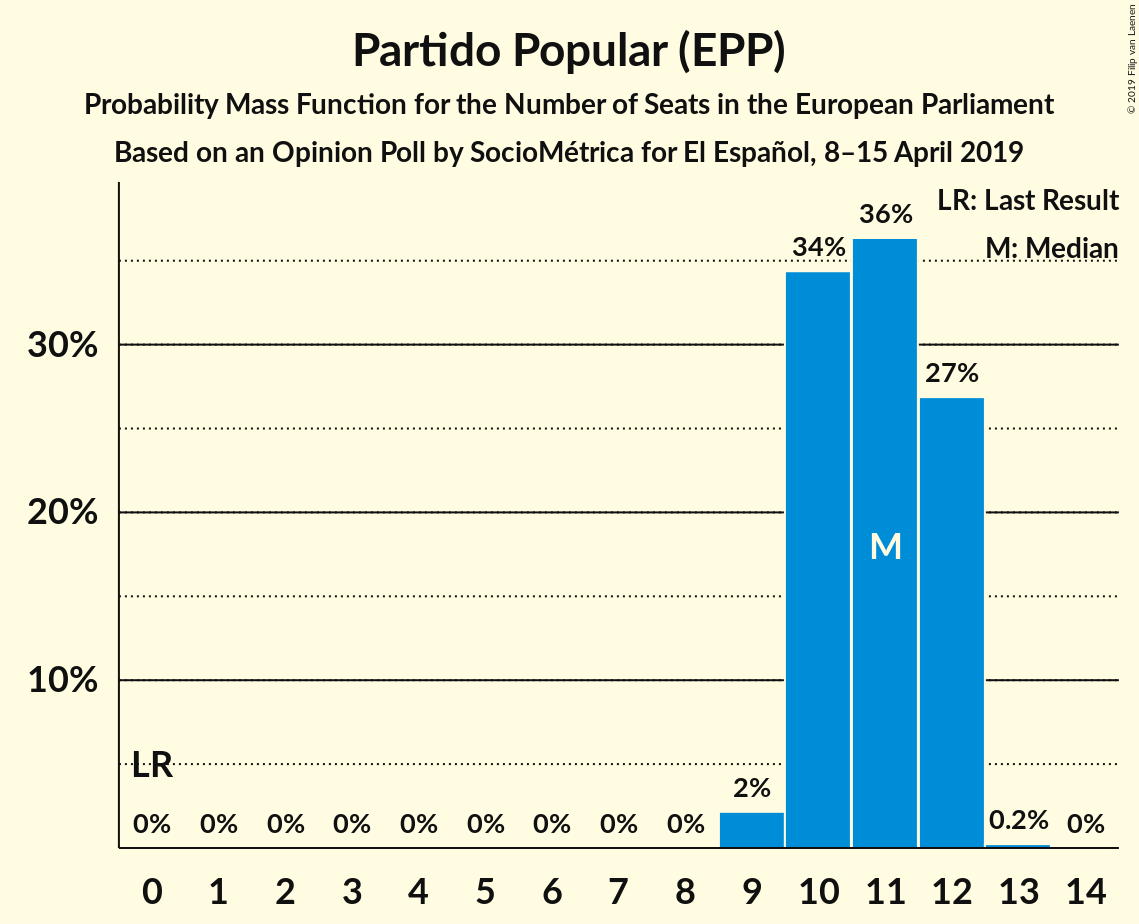 © 2019 Filip van Laenen
Partido Popular (EPP)
Probability Mass Function for the Number of Seats in the European Parliament
Based on an Opinion Poll by SocioMétrica for El Español, 8–15 April 2019
LR: Last Result
M: Median
36%
34%
30%
27%
20%
M
10%
LR
0% 0% 0% 0% 0% 0% 0% 0% 0% 2% 0.2% 0%
0 1 2 3 4 5 6 7 8 9 10 11 12 13 14